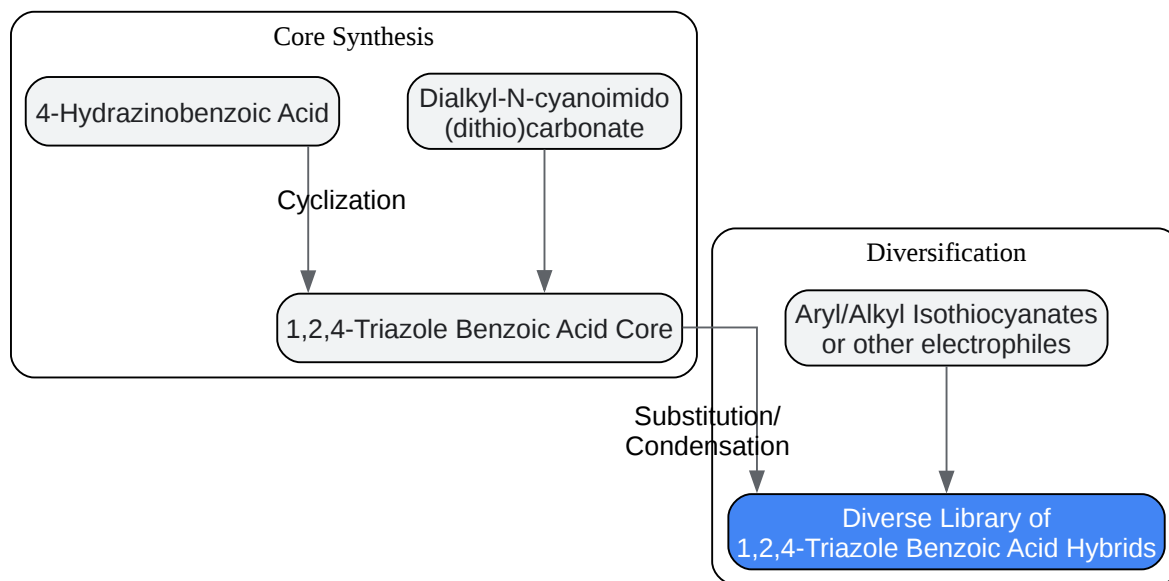 Core Synthesis
4-Hydrazinobenzoic Acid
Dialkyl-N-cyanoimido
(dithio)carbonate
Cyclization
1,2,4-Triazole Benzoic Acid Core
Diversification
Aryl/Alkyl Isothiocyanates
or other electrophiles
Substitution/
Condensation
Diverse Library of
1,2,4-Triazole Benzoic Acid Hybrids